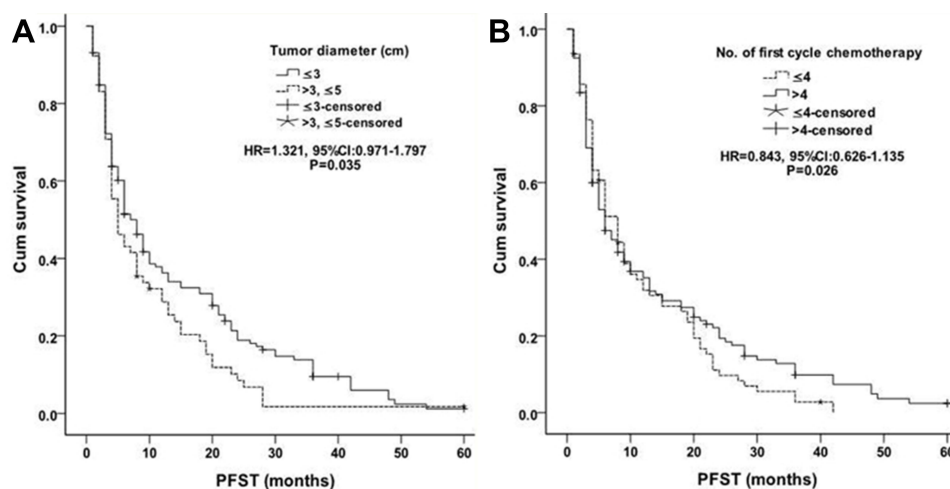 A
Tumor diameter (cm)
≤3
>3, ≤5
≤3-censored
>3, ≤5-censored
HR=1.321, 95%CI:0.971-1.797
P=0.035
Cum survival
1.0
0.8
0.6
0.4
0.2
0.0
0 10 20 30 40 50 60
PFST (months)
B
No. of first cycle chemotherapy
≤4
>4
≤4-censored
>4-censored
HR=0.843, 95%CI:0.626-1.135
P=0.026
Cum survival
1.0
0.8
0.6
0.4
0.2
0.0
0 10 20 30 40 50 60
PFST (months)